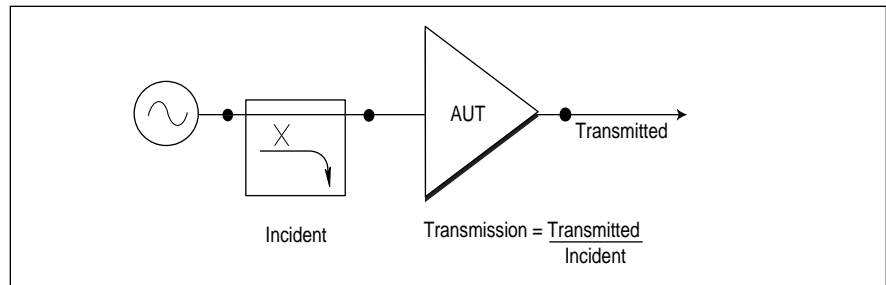 AUT
Transmitted
Incident
Transmission = Transmitted
Incident